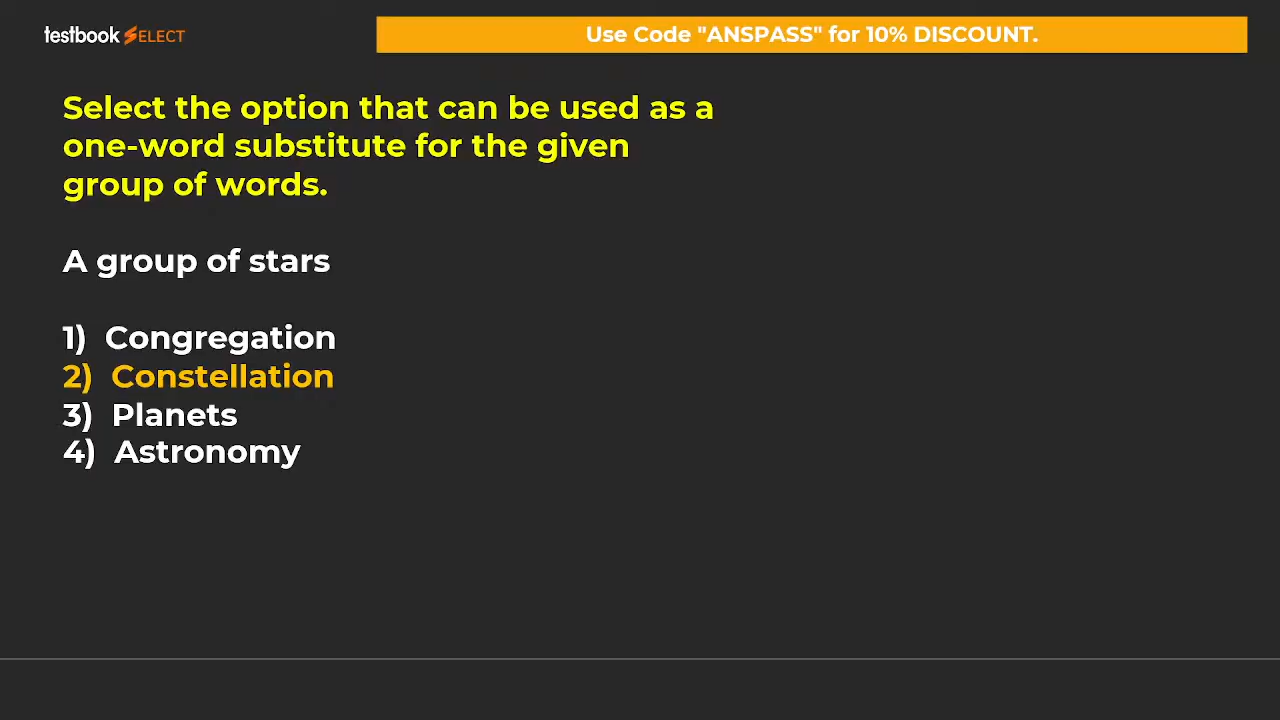 testbook SELECT
Use Code "ANSPASS" for 10% DISCOUNT.
Select the option that can be used as a
one-word substitute for the given
group of words.
A group of stars
1) Congregation
2) Constellation
3) Planets
4) Astronomy